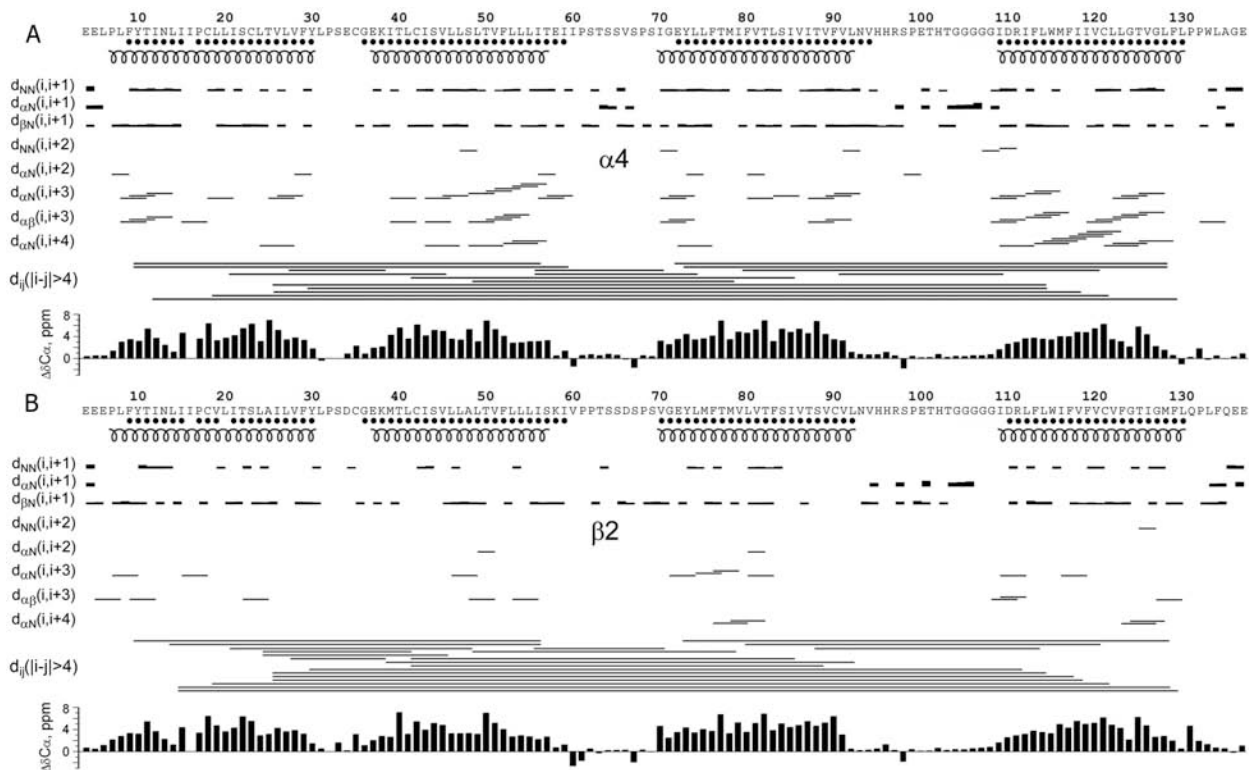 A
10 20 30 40 50 60 70 80 90 100 110 120 130
EELPLFYTINLIIPCLLISCLTVLVFYLPSECGEKITLCISVLLSLTVFLLLITEIIPSTSSVSPSIGEYLLFTMIFVTLSIVITVFVLNVHHRSPETHTGGGGGIDRIFLWMFIIVCLLGTVGLFLPPWLAGE
dNN(i,i+1)
dαN(i,i+1)
dβN(i,i+1)
dNN(i,i+2)
α4
dαN(i,i+2)
dαN(i,i+3)
dαβ(i,i+3)
dαN(i,i+4)
dij(|i-j|>4)
ΔδCα, ppm
8
4
0
B
10 20 30 40 50 60 70 80 90 100 110 120 130
EEEPLFYTINLIIPCVLITSLAILVFYLPSDCGEKMTLCISVLLALTVFLLLISKIVPPTSSDSPSVGEYLMFTMVLVTFSIVTSVCVLNVHHRSPETHTGGGGGIDRLFLWIFVFVCVFGTIGMFLQPLFQEE
dNN(i,i+1)
dαN(i,i+1)
dβN(i,i+1)
β2
dNN(i,i+2)
dαN(i,i+2)
dαN(i,i+3)
dαβ(i,i+3)
dαN(i,i+4)
dij(|i-j|>4)
ΔδCα, ppm
8
4
0